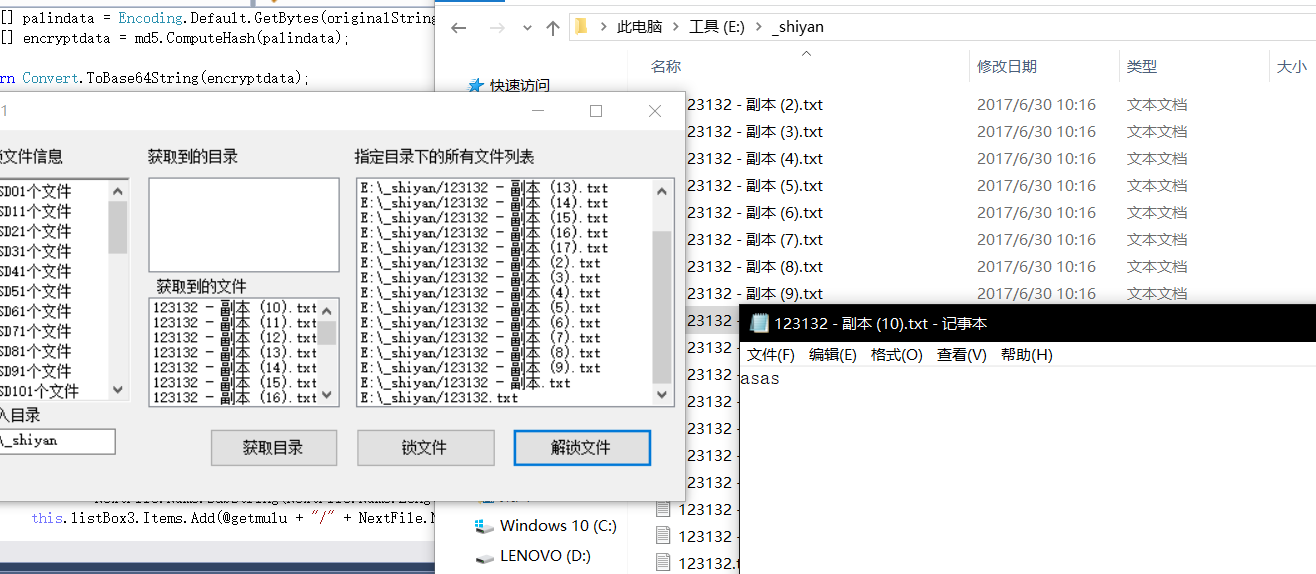 [] palindata = Encoding.Default.GetBytes(originalString
[] encryptdata = md5.ComputeHash(palindata);
rn Convert.ToBase64String(encryptdata);
1
文件信息
SD01个文件
SD11个文件
SD21个文件
SD31个文件
SD41个文件
SD51个文件
SD61个文件
SD71个文件
SD81个文件
SD91个文件
SD101个文件
入目录
\_shiyan
获取到的目录
获取到的文件
123132 - 副本 (10).txt
123132 - 副本 (11).txt
123132 - 副本 (12).txt
123132 - 副本 (13).txt
123132 - 副本 (14).txt
123132 - 副本 (15).txt
123132 - 副本 (16).txt
指定目录下的所有文件列表
E:\_shiyan/123132 - 副本 (13).txt
E:\_shiyan/123132 - 副本 (14).txt
E:\_shiyan/123132 - 副本 (15).txt
E:\_shiyan/123132 - 副本 (16).txt
E:\_shiyan/123132 - 副本 (17).txt
E:\_shiyan/123132 - 副本 (2).txt
E:\_shiyan/123132 - 副本 (3).txt
E:\_shiyan/123132 - 副本 (4).txt
E:\_shiyan/123132 - 副本 (5).txt
E:\_shiyan/123132 - 副本 (6).txt
E:\_shiyan/123132 - 副本 (7).txt
E:\_shiyan/123132 - 副本 (8).txt
E:\_shiyan/123132 - 副本 (9).txt
E:\_shiyan/123132 - 副本.txt
E:\_shiyan/123132.txt
获取目录 锁文件 解锁文件
this.listBox3.Items.Add(@getmulu + "/" + NextFile.N
此电脑 > 工具 (E:) > _shiyan
快速访问
名称 修改日期 类型 大小
23132 - 副本 (2).txt 2017/6/30 10:16 文本文档
23132 - 副本 (3).txt 2017/6/30 10:16 文本文档
23132 - 副本 (4).txt 2017/6/30 10:16 文本文档
23132 - 副本 (5).txt 2017/6/30 10:16 文本文档
23132 - 副本 (6).txt 2017/6/30 10:16 文本文档
23132 - 副本 (7).txt 2017/6/30 10:16 文本文档
23132 - 副本 (8).txt 2017/6/30 10:16 文本文档
23132 - 副本 (9).txt 2017/6/30 10:16 文本文档
23132 -
23132 -
23132 -
23132 -
23132 -
23132 -
23132 -
123132 -
123132 -
123132.t
Windows 10 (C:)
LENOVO (D:)
123132 - 副本 (10).txt - 记事本
文件(F) 编辑(E) 格式(O) 查看(V) 帮助(H)
asas